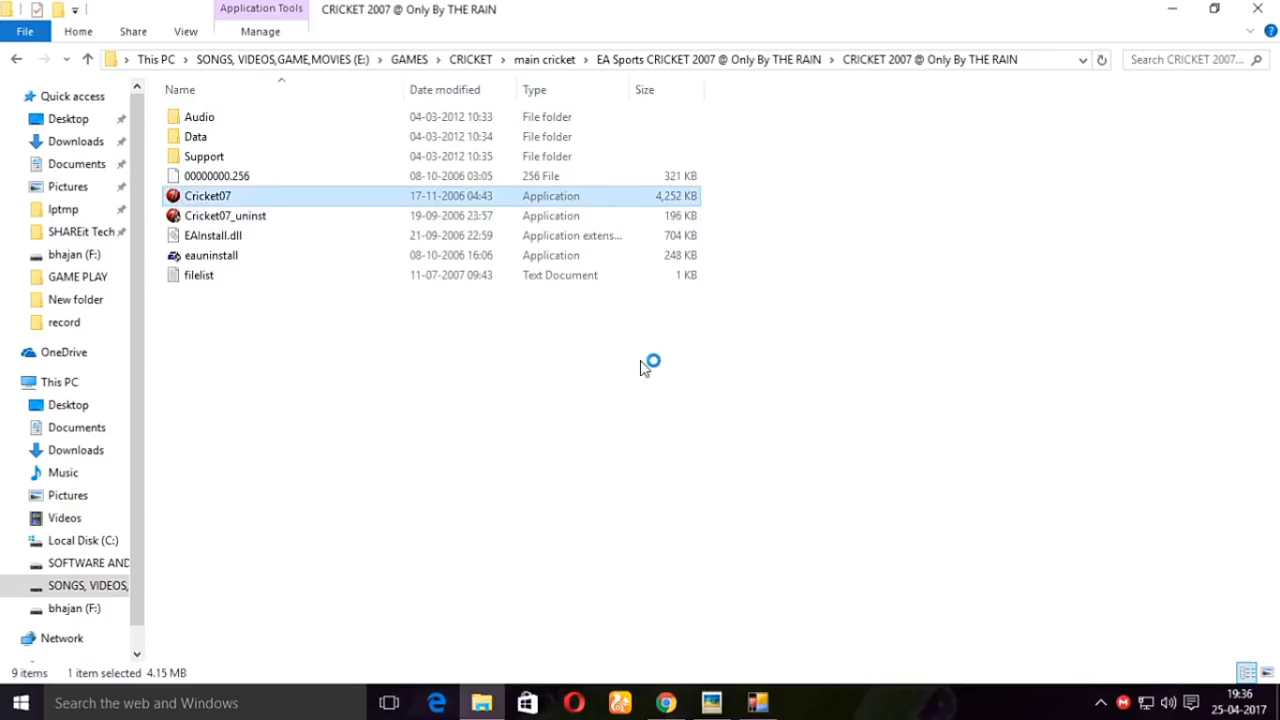 Application Tools
CRICKET 2007 @ Only By THE RAIN
File
Home
Share
View
Manage
This PC
SONGS, VIDEOS,GAME,MOVIES (E:)
GAMES
CRICKET
main cricket
EA Sports CRICKET 2007 @ Only By THE RAIN
CRICKET 2007 @ Only By THE RAIN
Search CRICKET 2007...
Name
Date modified
Type
Size
Audio 04-03-2012 10:33 File folder
Data 04-03-2012 10:34 File folder
Support 04-03-2012 10:35 File folder
00000000.256 08-10-2006 03:05 256 File 321 KB
Cricket07 17-11-2006 04:43 Application 4,252 KB
Cricket07_uninst 19-09-2006 23:57 Application 196 KB
EAInstall.dll 21-09-2006 22:59 Application extens... 704 KB
eauninstall 08-10-2006 16:06 Application 248 KB
filelist 11-07-2007 09:43 Text Document 1 KB
Quick access
Desktop
Downloads
Documents
Pictures
lptmp
SHAREit Tech
bhajan (F:)
GAME PLAY
New folder
record
OneDrive
This PC
Desktop
Documents
Downloads
Music
Pictures
Videos
Local Disk (C:)
SOFTWARE AND
SONGS, VIDEOS,
bhajan (F:)
Network
9 items
1 item selected 4.15 MB
Search the web and Windows
19:36
25-04-2017